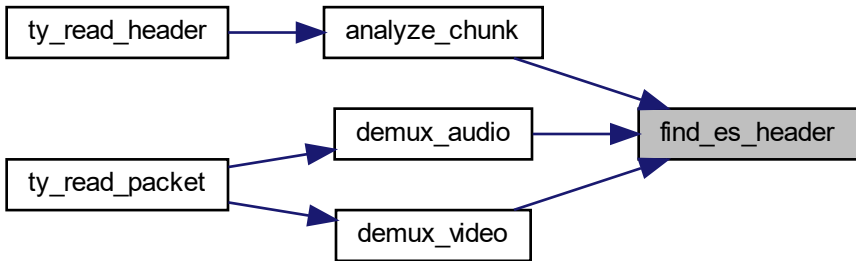 ty_read_header
analyze_chunk
demux_audio
find_es_header
ty_read_packet
demux_video